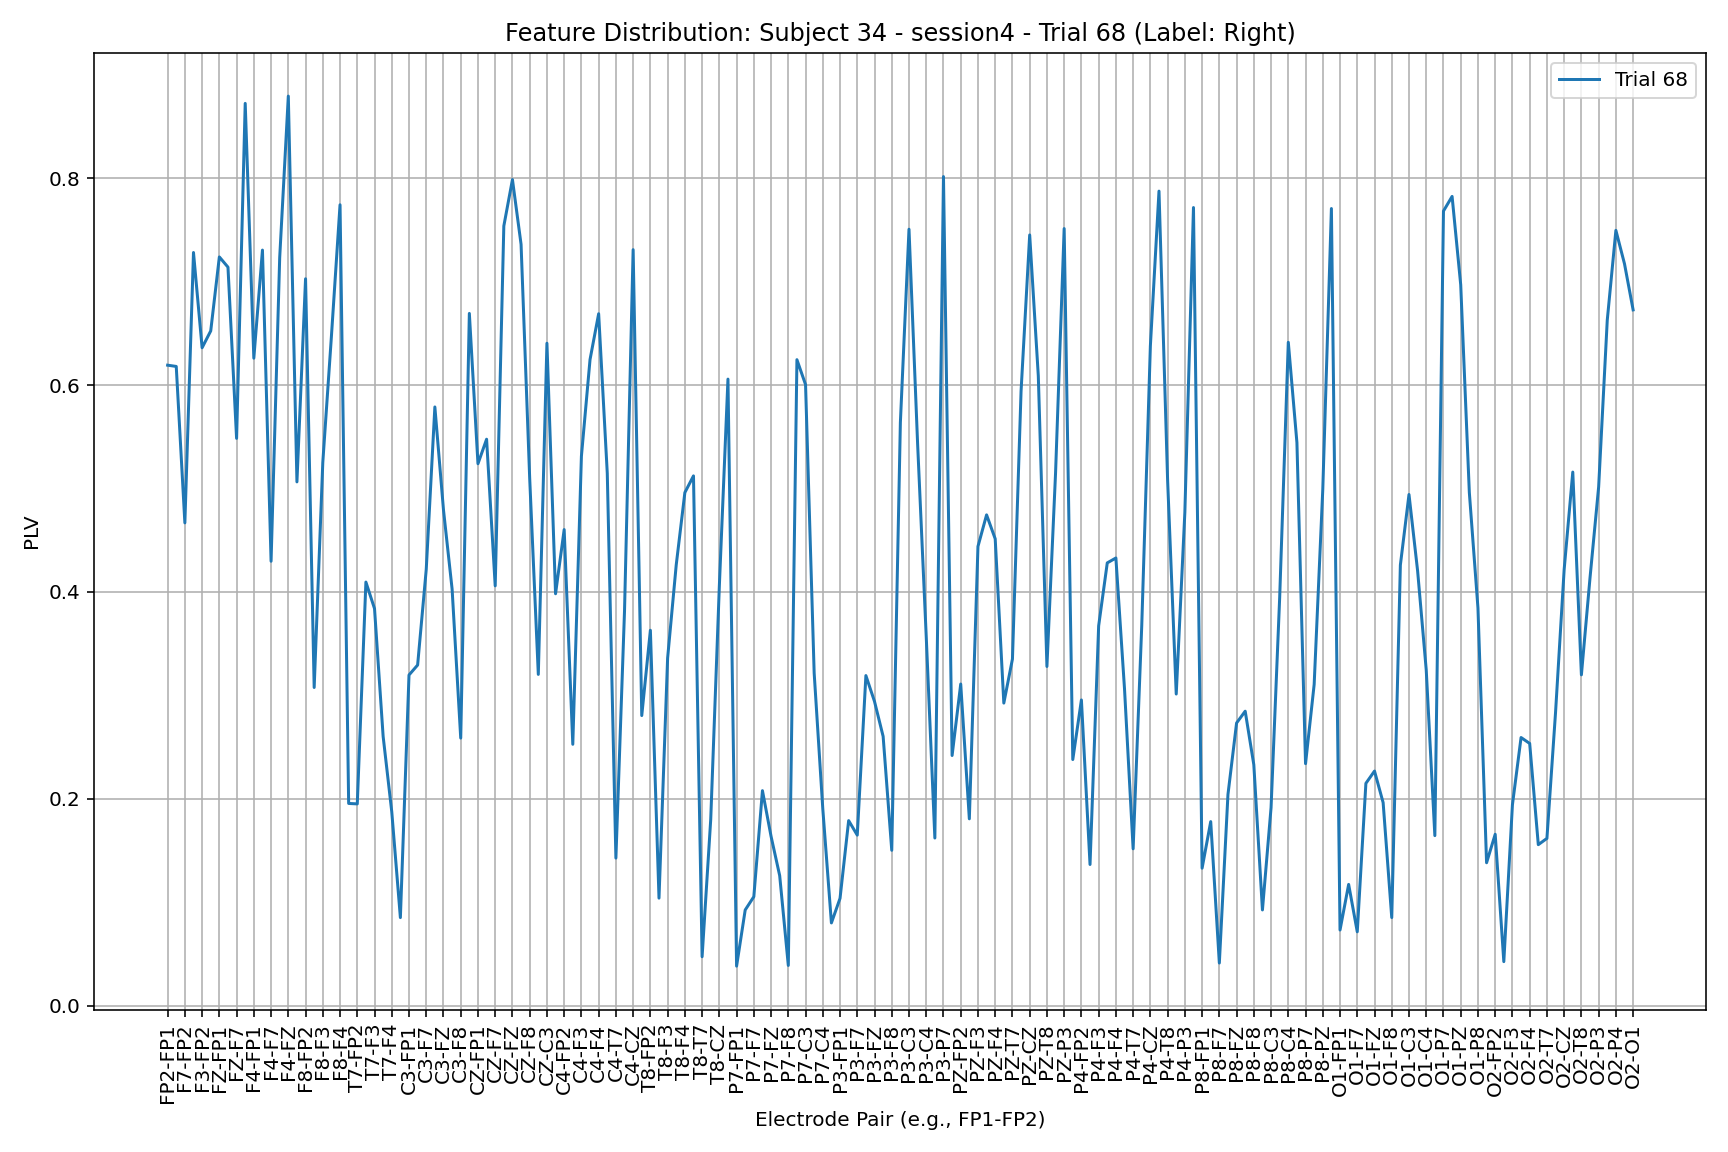 Feature Distribution: Subject 34 - session4 - Trial 68 (Label: Right)
Trial 68
PLV
0.8
0.6
0.4
0.2
0.0
FP2-FP1
F7-FP2
F3-FP2
FZ-FP1
FZ-F7
F4-FP1
F4-F7
F4-FZ
F8-FP2
F8-F3
F8-F4
T7-FP2
T7-F3
T7-F4
C3-FP1
C3-F7
C3-FZ
C3-F8
CZ-FP1
CZ-F7
CZ-FZ
CZ-F8
CZ-C3
C4-FP2
C4-F3
C4-F4
C4-T7
C4-CZ
T8-FP2
T8-F3
T8-F4
T8-T7
T8-CZ
P7-FP1
P7-F7
P7-FZ
P7-F8
P7-C3
P7-C4
P3-FP1
P3-F7
P3-FZ
P3-F8
P3-C3
P3-C4
P3-P7
PZ-FP2
PZ-F3
PZ-F4
PZ-T7
PZ-CZ
PZ-T8
PZ-P3
P4-FP2
P4-F3
P4-F4
P4-T7
P4-CZ
P4-T8
P4-P3
P8-FP1
P8-F7
P8-FZ
P8-F8
P8-C3
P8-C4
P8-P7
P8-PZ
O1-FP1
O1-F7
O1-FZ
O1-F8
O1-C3
O1-C4
O1-P7
O1-PZ
O1-P8
O2-FP2
O2-F3
O2-F4
O2-T7
O2-CZ
O2-T8
O2-P3
O2-P4
O2-O1
Electrode Pair (e.g., FP1-FP2)